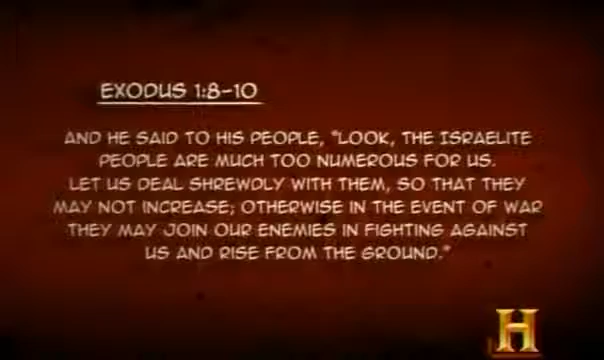 EXODUS 1:8-10
AND HE SAID TO HIS PEOPLE, "LOOK, THE ISRAELITE
PEOPLE ARE MUCH TOO NUMEROUS FOR US.
LET US DEAL SHREWDLY WITH THEM, SO THAT THEY
MAY NOT INCREASE; OTHERWISE IN THE EVENT OF WAR
THEY MAY JOIN OUR ENEMIES IN FIGHTING AGAINST
US AND RISE FROM THE GROUND."
H